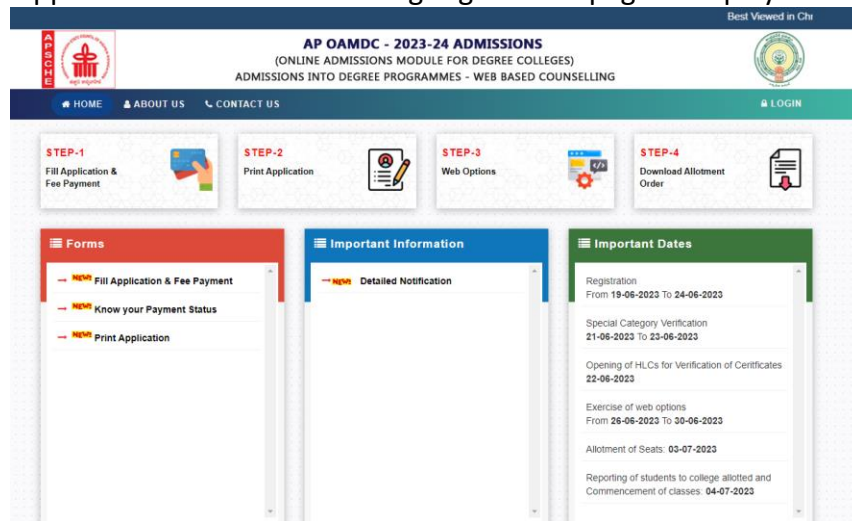 Best Viewed in Chr
APSCHE
AP OAMDC - 2023-24 ADMISSIONS
(ONLINE ADMISSIONS MODULE FOR DEGREE COLLEGES)
ADMISSIONS INTO DEGREE PROGRAMMES - WEB BASED COUNSELLING
HOME ABOUT US CONTACT US LOGIN
STEP-1
Fill Application &
Fee Payment
STEP-2
Print Application
STEP-3
Web Options
STEP-4
Download Allotment
Order
Forms
NEW! Fill Application & Fee Payment
NEW! Know your Payment Status
NEW! Print Application
Important Information
NEW! Detailed Notification
Important Dates
Registration
From 19-06-2023 To 24-06-2023
Special Category Verification
21-06-2023 To 23-06-2023
Opening of HLCs for Verification of Ceritficates
22-06-2023
Exercise of web options
From 26-06-2023 To 30-06-2023
Allotment of Seats: 03-07-2023
Reporting of students to college allotted and
Commencement of classes: 04-07-2023